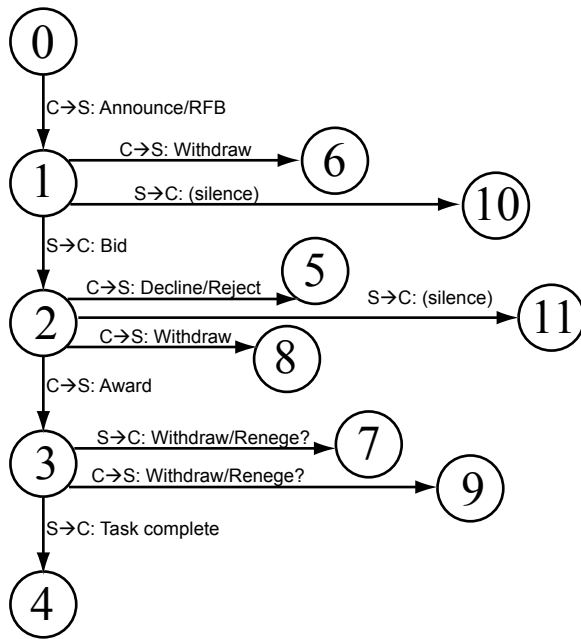 0
C→S: Announce/RFB
C→S: Withdraw
6
1
S→C: (silence)
10
S→C: Bid
5
C→S: Decline/Reject
S→C: (silence)
2
11
C→S: Withdraw
8
C→S: Award
S→C: Withdraw/Renege?
7
3
C→S: Withdraw/Renege?
9
S→C: Task complete
4